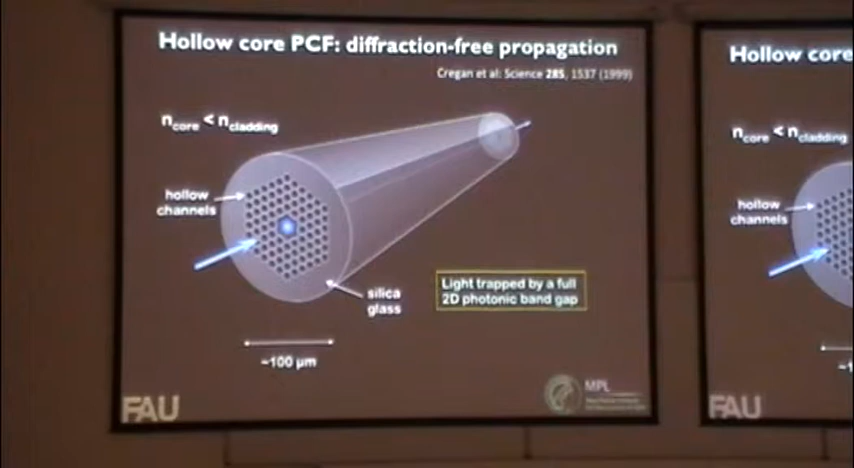 Hollow core PCF: diffraction-free propagation
Cregan et al: Science 285, 1537 (1999)
ncore < ncladding
hollow
channels
silica
glass
Light trapped by a full
2D photonic band gap
~100 µm
FAU
MPL
Hollow core
ncore < ncladding
hollow
channels
~1
FAU